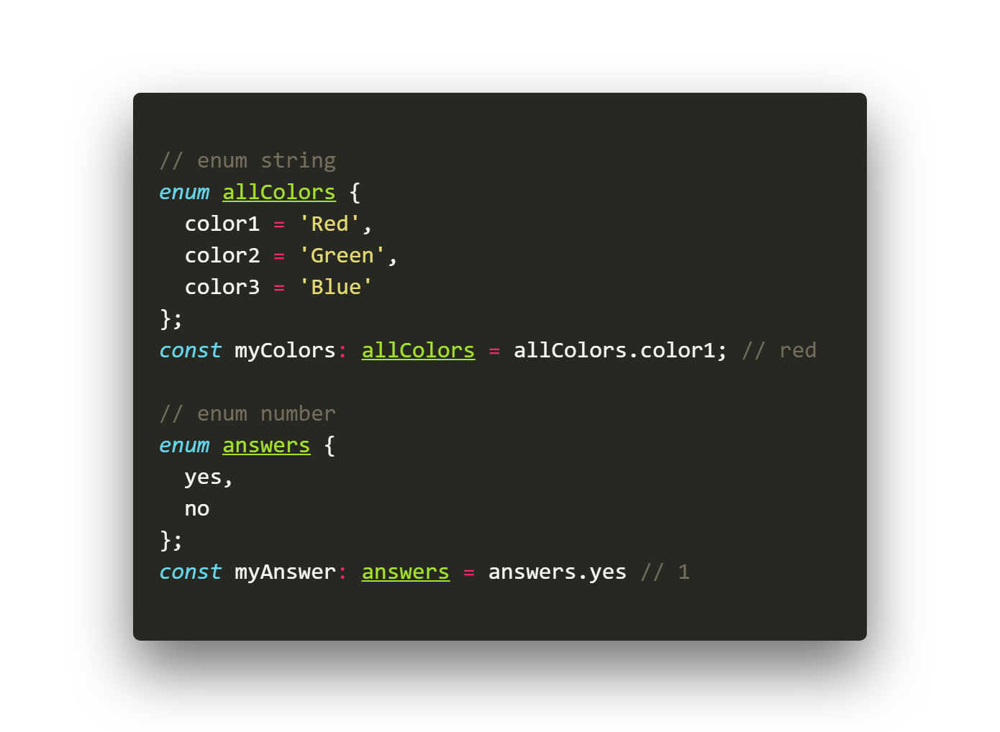 // enum string
enum allColors {
  color1 = 'Red',
  color2 = 'Green',
  color3 = 'Blue'
};
const myColors: allColors = allColors.color1; // red
// enum number
enum answers {
  yes,
  no
};
const myAnswer: answers = answers.yes // 1